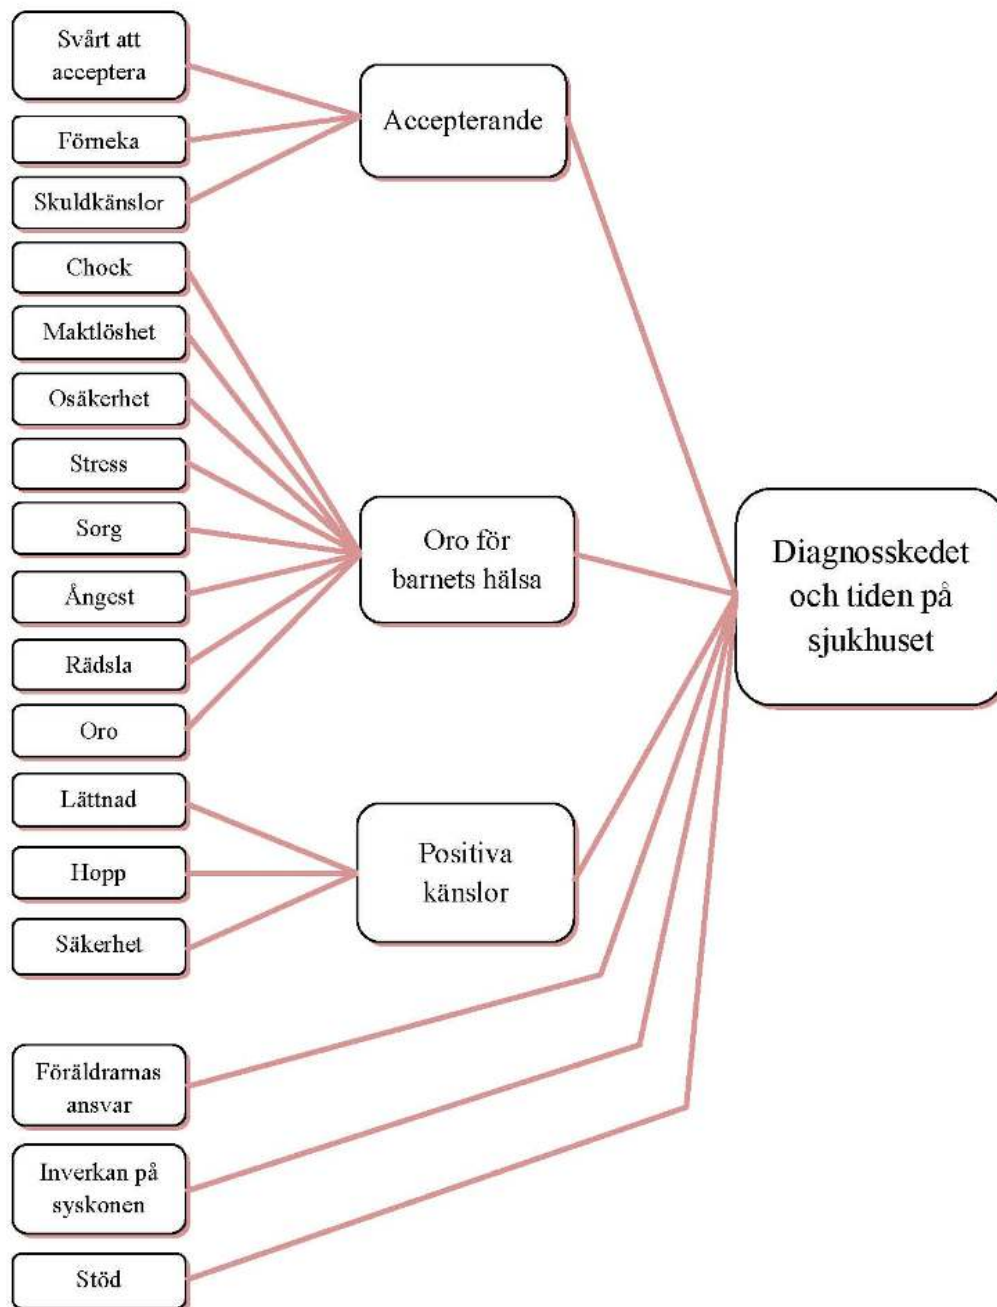 Svårt att
acceptera
Förneka
Skuldkänslor
Accepterande
Chock
Maktlöshet
Osäkerhet
Stress
Sorg
Ångest
Rädsla
Oro
Oro för
barnets hälsa
Lättnad
Hopp
Säkerhet
Positiva
känslor
Föräldrarnas
ansvar
Inverkan på
syskonen
Stöd
Diagnosskedet
och tiden på
sjukhuset